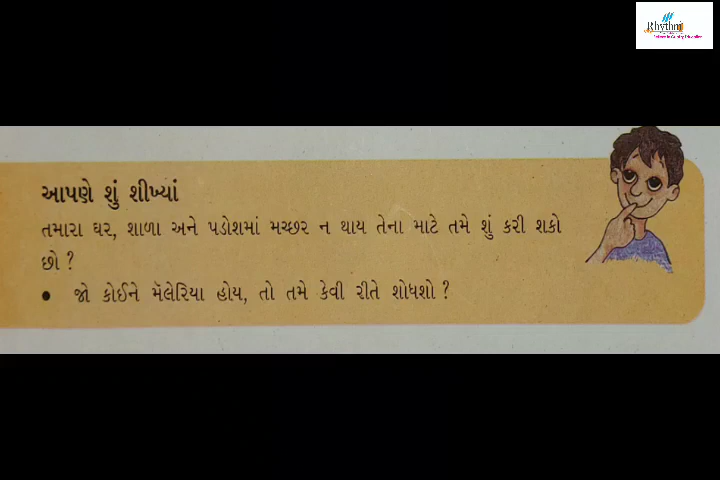 Rhythm
આપણે શું શીખ્યાં
તમારા ઘર, શાળા અને પડોશમાં મચ્છર ન થાય તેના માટે તમે શું કરી શકો
છો ?
• જો કોઈને મૅલેરિયા હોય, તો તમે કેવી રીતે શોધશો ?